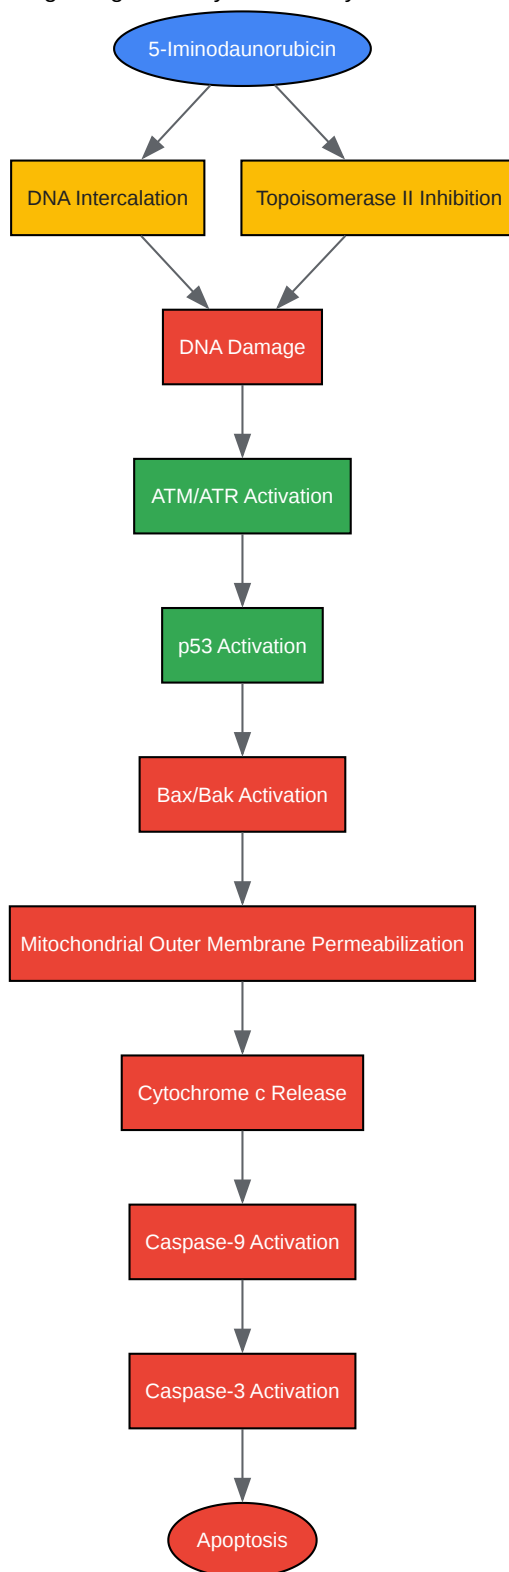 5-Iminodaunorubicin
DNA Intercalation
Topoisomerase II Inhibition
DNA Damage
ATM/ATR Activation
p53 Activation
Bax/Bak Activation
Mitochondrial Outer Membrane Permeabilization
Cytochrome c Release
Caspase-9 Activation
Caspase-3 Activation
Apoptosis